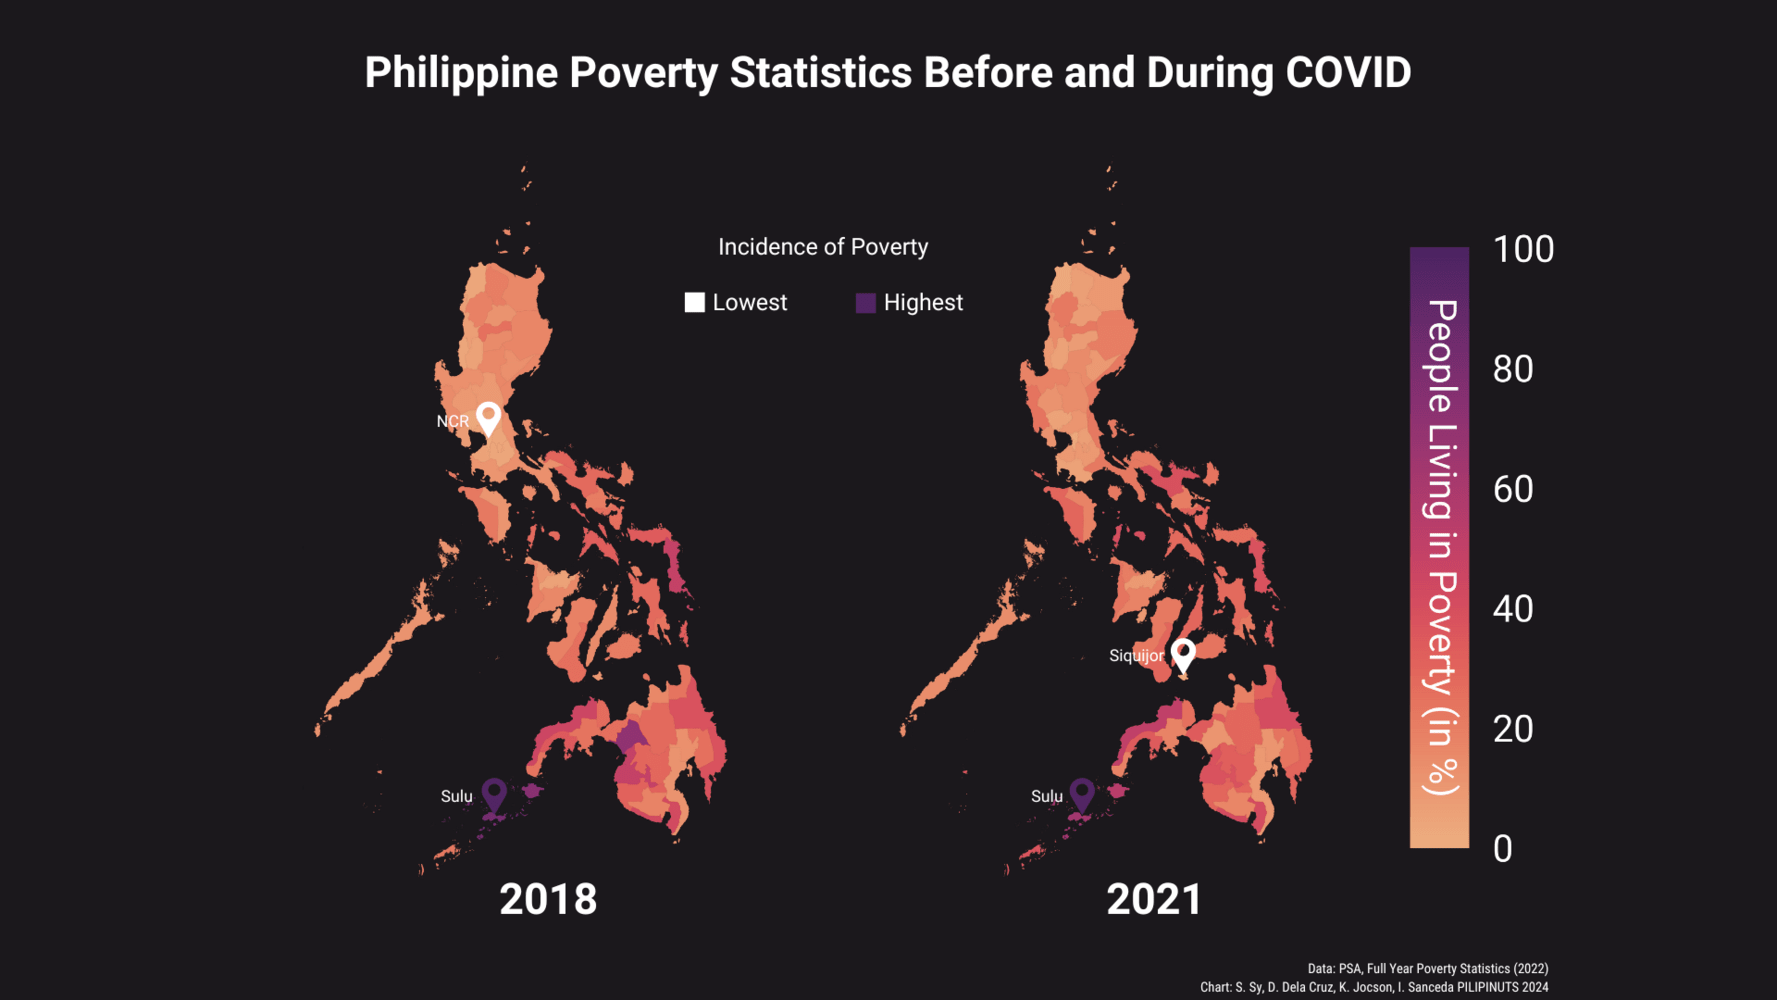 Philippine Poverty Statistics Before and During COVID
Incidence of Poverty
Lowest
Highest
NCR
Sulu
2018
Siquijor
Sulu
2021
People Living in Poverty (in %)
100
80
60
40
20
0
Data: PSA, Full Year Poverty Statistics (2022)
Chart: S. Sy, D. Dela Cruz, K. Jocson, I. Sanceda PILIPINUTS 2024